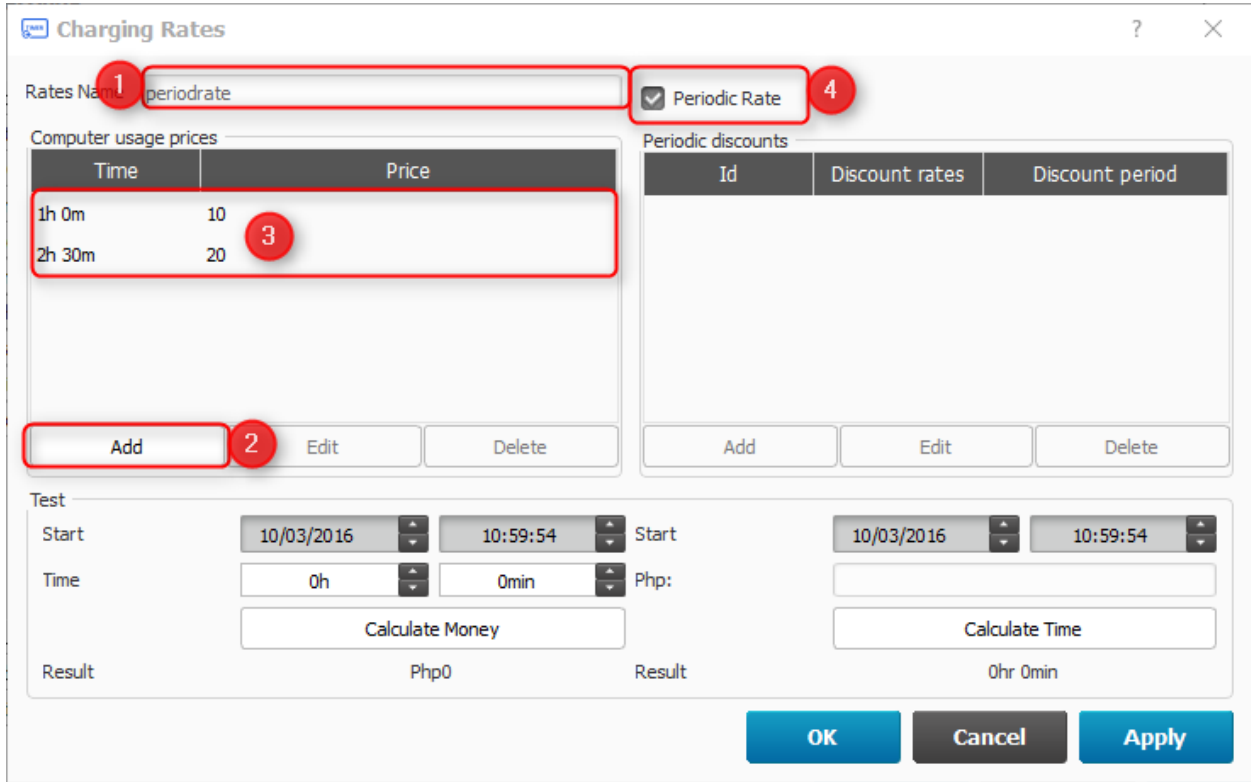 Charging Rates ?
1 4
Rates Name periodrate Periodic Rate
Computer usage prices Periodic discounts
Time Price Id Discount rates Discount period
1h 0m 10
3
2h 30m 20
Add 2 Edit Delete Add Edit Delete
Test
Start 10/03/2016 10:59:54 Start 10/03/2016 10:59:54
Time 0h 0min Php:
Calculate Money Calculate Time
Result Php0 Result 0hr 0min
OK Cancel Apply